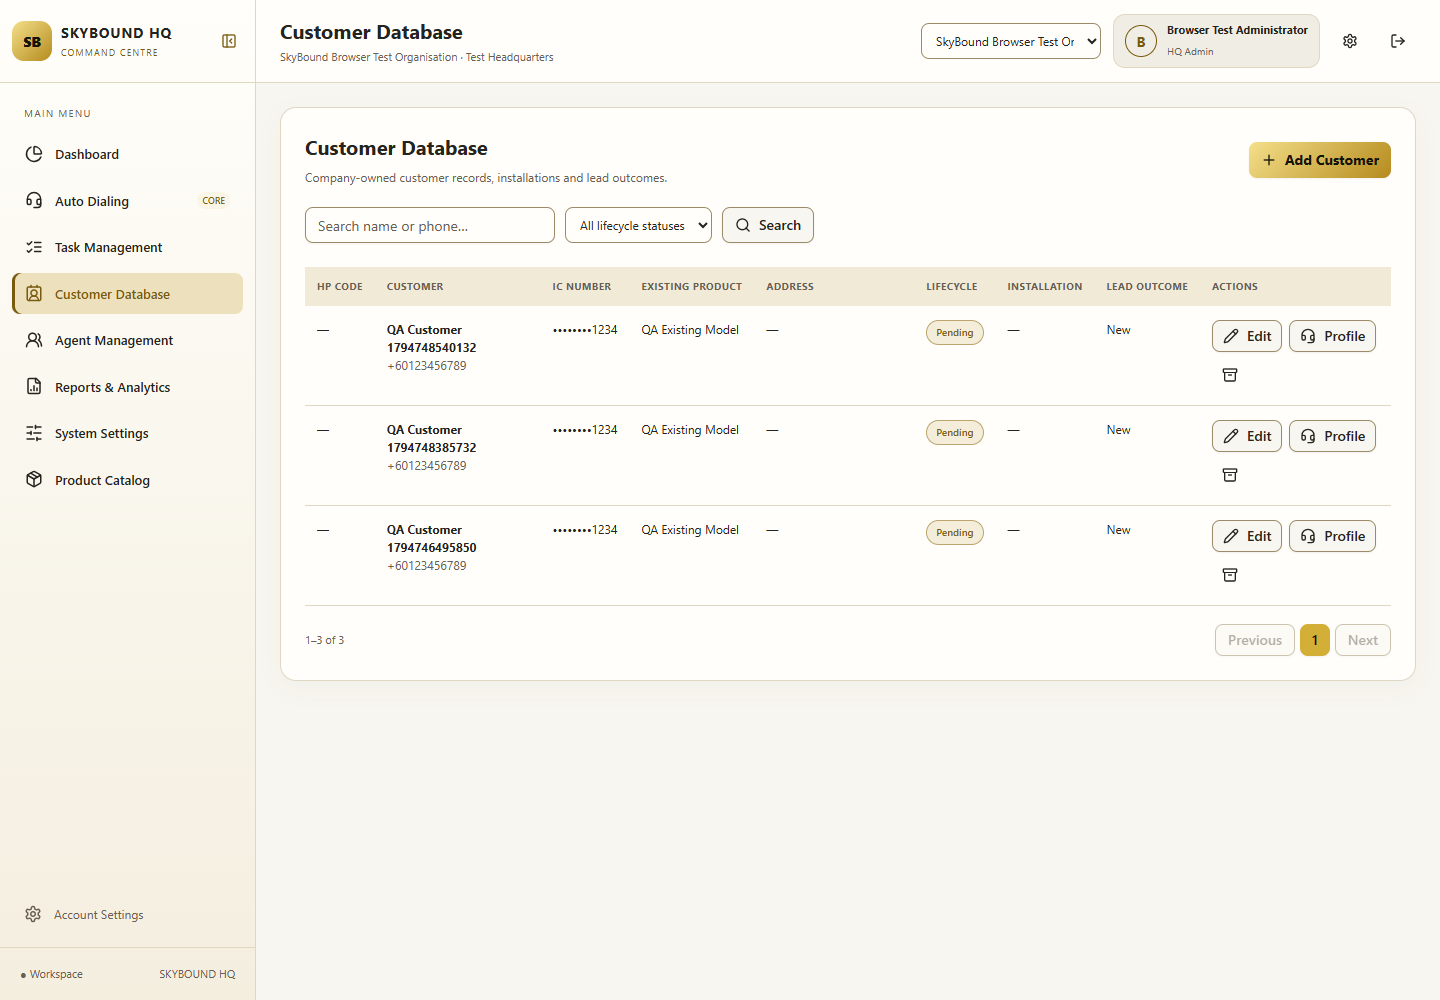 SB
SKYBOUND HQ
COMMAND CENTRE
MAIN MENU
Dashboard
Auto Dialing CORE
Task Management
Customer Database
Agent Management
Reports & Analytics
System Settings
Product Catalog
Account Settings
Workspace SKYBOUND HQ
Customer Database
SkyBound Browser Test Organisation · Test Headquarters
SkyBound Browser Test Or
B
Browser Test Administrator
HQ Admin
Customer Database
Company-owned customer records, installations and lead outcomes.
+ Add Customer
Search name or phone...
All lifecycle statuses
Search
HP CODE CUSTOMER IC NUMBER EXISTING PRODUCT ADDRESS LIFECYCLE INSTALLATION LEAD OUTCOME ACTIONS
— QA Customer ••••••••1234 QA Existing Model — Pending — New Edit Profile
1794748540132
+60123456789
— QA Customer ••••••••1234 QA Existing Model — Pending — New Edit Profile
1794748385732
+60123456789
— QA Customer ••••••••1234 QA Existing Model — Pending — New Edit Profile
1794746495850
+60123456789
1–3 of 3
Previous 1 Next